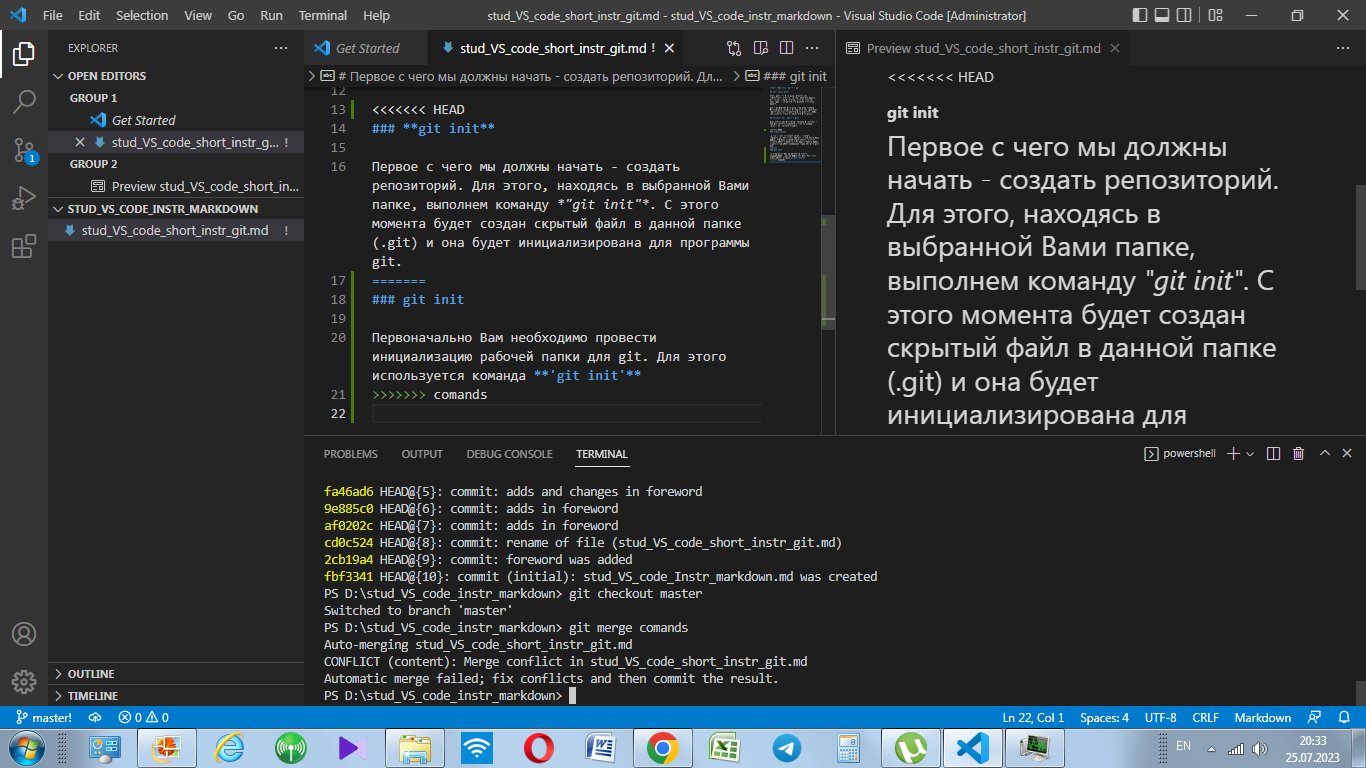 File Edit Selection View Go Run Terminal Help stud_VS_code_short_instr_git.md - stud_VS_code_instr_markdown - Visual Studio Code [Administrator]
EXPLORER
OPEN EDITORS
GROUP 1
Get Started
stud_VS_code_short_instr_g... !
GROUP 2
Preview stud_VS_code_short_in...
STUD_VS_CODE_INSTR_MARKDOWN
stud_VS_code_short_instr_git.md !
OUTLINE
TIMELINE
1
Get Started stud_VS_code_short_instr_git.md !
# Первое с чего мы должны начать - создать репозиторий. Дл... > ### git init
12
13 <<<<<<< HEAD
14 ### **git init**
15
16 Первое с чего мы должны начать - создать
репозиторий. Для этого, находясь в выбранной Вами
папке, выполнем команду *"git init"*. С этого
момента будет создан скрытый файл в данной папке
(.git) и она будет инициализирована для программы
git.
17 =======
18 ### git init
19
20 Первоначально Вам необходимо провести
инициализацию рабочей папки для git. Для этого
используется команда **'git init'**
21 >>>>>>> comands
22
Preview stud_VS_code_short_instr_git.md
<<<<<<< HEAD
git init
Первое с чего мы должны
начать - создать репозиторий.
Для этого, находясь в
выбранной Вами папке,
выполнем команду "git init". С
этого момента будет создан
скрытый файл в данной папке
(.git) и она будет
инициализирована для
PROBLEMS OUTPUT DEBUG CONSOLE TERMINAL powershell
fa46ad6 HEAD@{5}: commit: adds and changes in foreword
9e885c0 HEAD@{6}: commit: adds in foreword
af0202c HEAD@{7}: commit: adds in foreword
cd0c524 HEAD@{8}: commit: rename of file (stud_VS_code_short_instr_git.md)
2cb19a4 HEAD@{9}: commit: foreword was added
fbf3341 HEAD@{10}: commit (initial): stud_VS_code_Instr_markdown.md was created
PS D:\stud_VS_code_instr_markdown> git checkout master
Switched to branch 'master'
PS D:\stud_VS_code_instr_markdown> git merge comands
Auto-merging stud_VS_code_short_instr_git.md
CONFLICT (content): Merge conflict in stud_VS_code_short_instr_git.md
Automatic merge failed; fix conflicts and then commit the result.
PS D:\stud_VS_code_instr_markdown>
master! 0 0 Ln 22, Col 1 Spaces: 4 UTF-8 CRLF Markdown
EN 20:33
25.07.2023